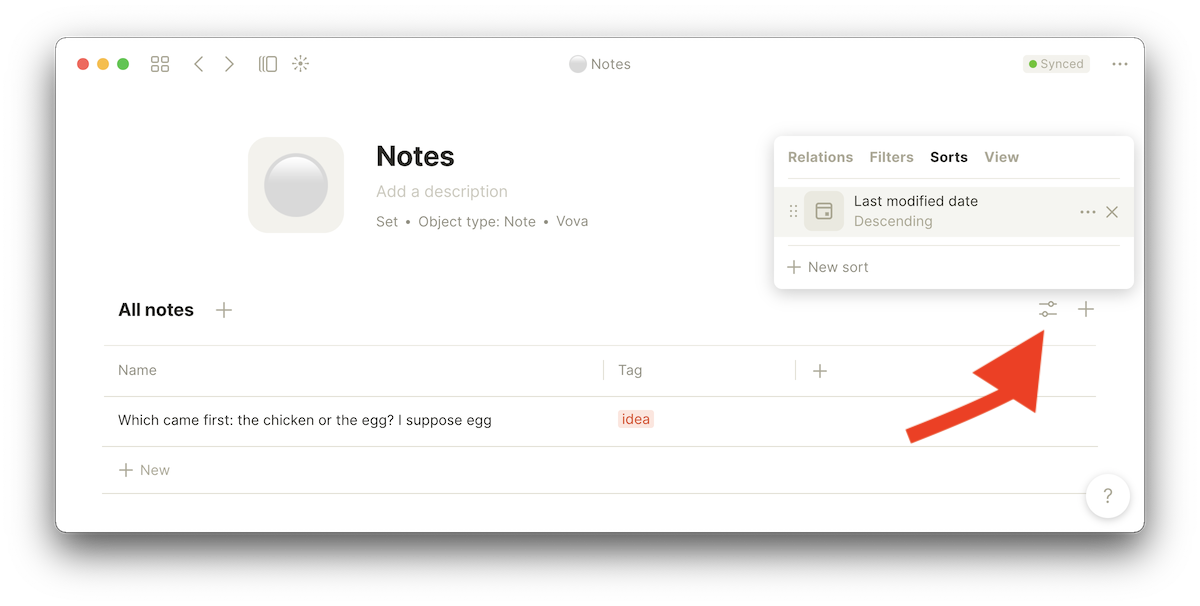 Notes
Synced
Notes
Add a description
Set • Object type: Note • Vova
Relations Filters Sorts View
Last modified date
Descending
New sort
All notes
Name Tag
Which came first: the chicken or the egg? I suppose egg idea
New
?